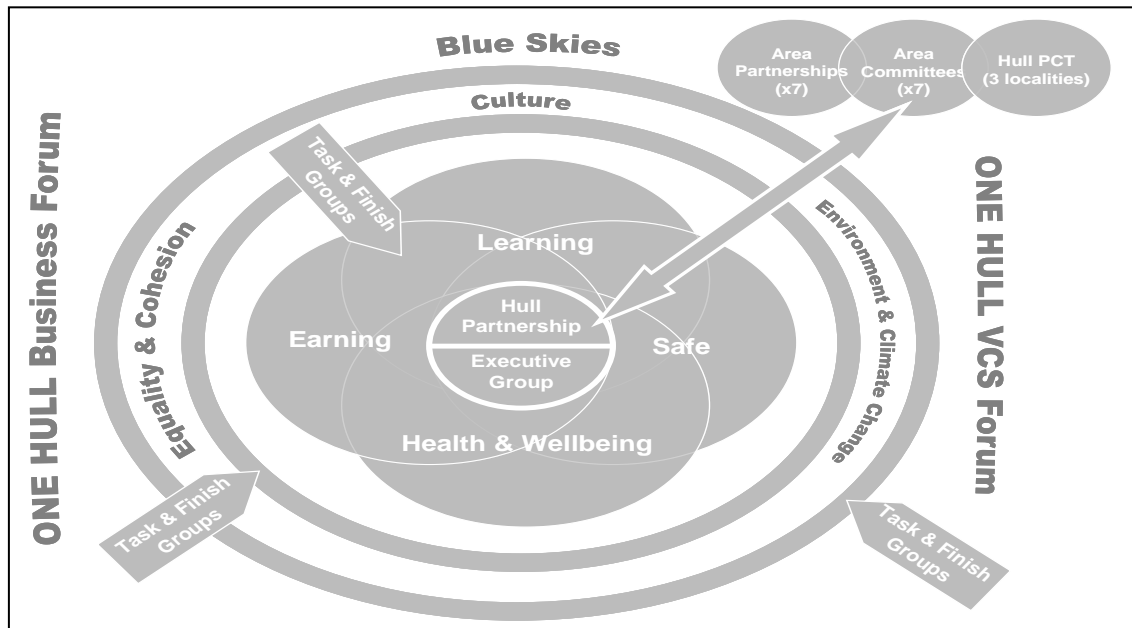 Blue Skies
Area
Partnerships
(x7)
Area
Committees
(x7)
Hull PCT
(3 localities)
Culture
Task & Finish
Groups
ONE HULL Business Forum
Equality & Cohesion
Learning
Hull
Partnership
Executive
Group
Earning
Safe
Health & Wellbeing
Environment & Climate Change
ONE HULL VCS Forum
Task & Finish
Groups
Task & Finish
Groups